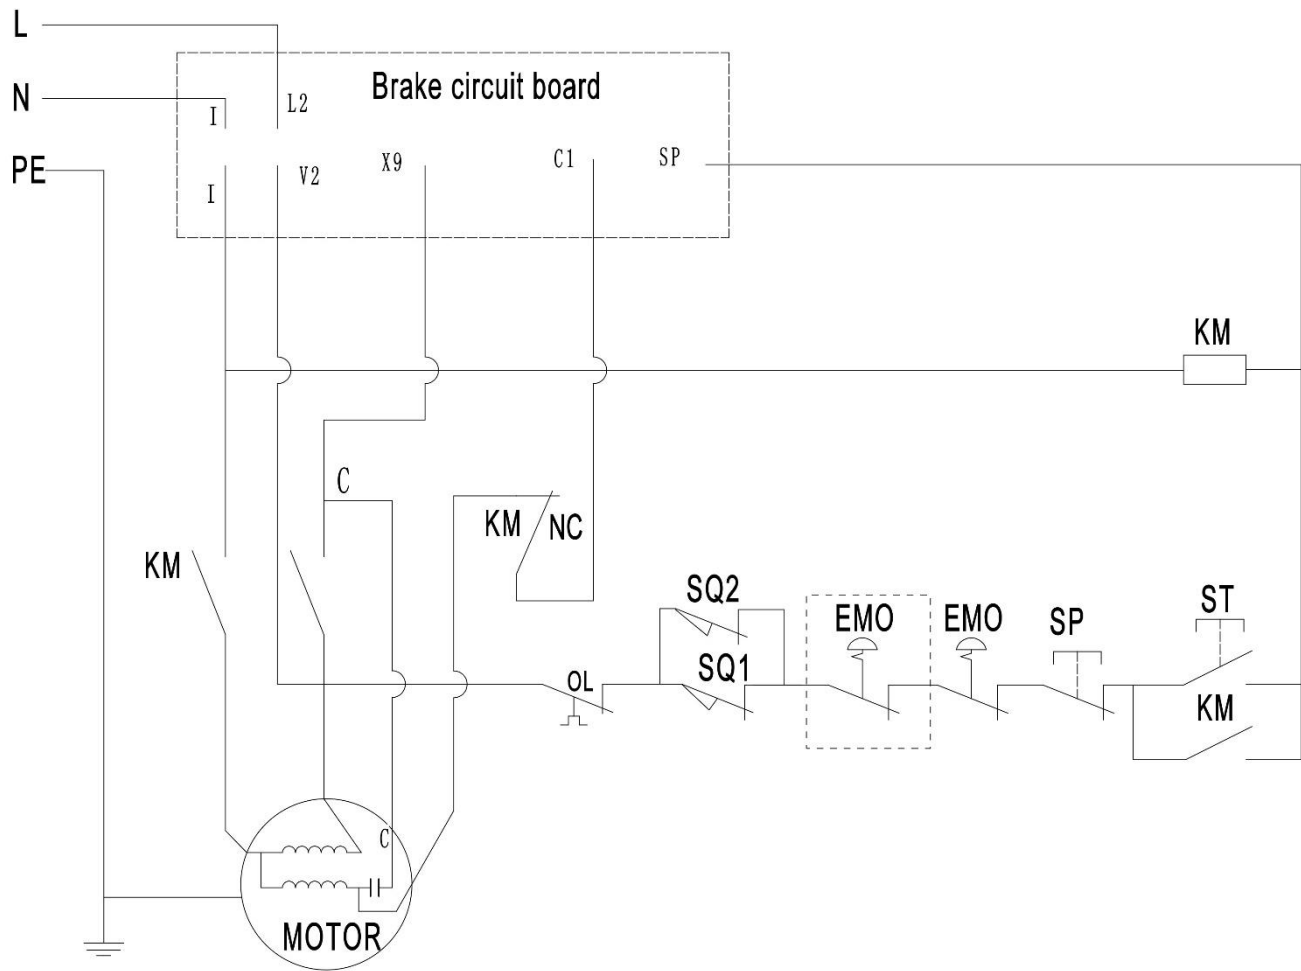 L
Brake circuit board
N
I
L2
PE
I
V2
X9
C1
SP
KM
C
KM
NC
KM
SQ2
EMO
EMO
SP
ST
OL
SQ1
KM
C
MOTOR